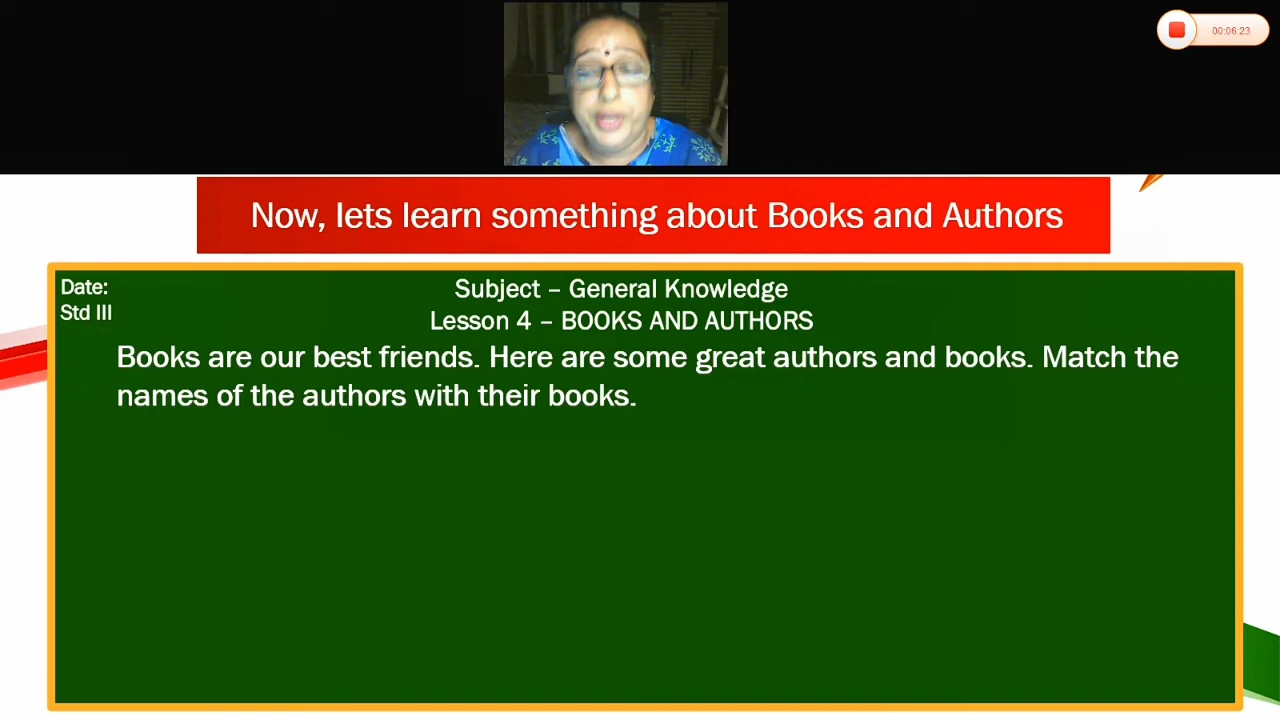 00:06:23
Now, lets learn something about Books and Authors
Date:
Std III
Subject – General Knowledge
Lesson 4 – BOOKS AND AUTHORS
Books are our best friends. Here are some great authors and books. Match the
names of the authors with their books.